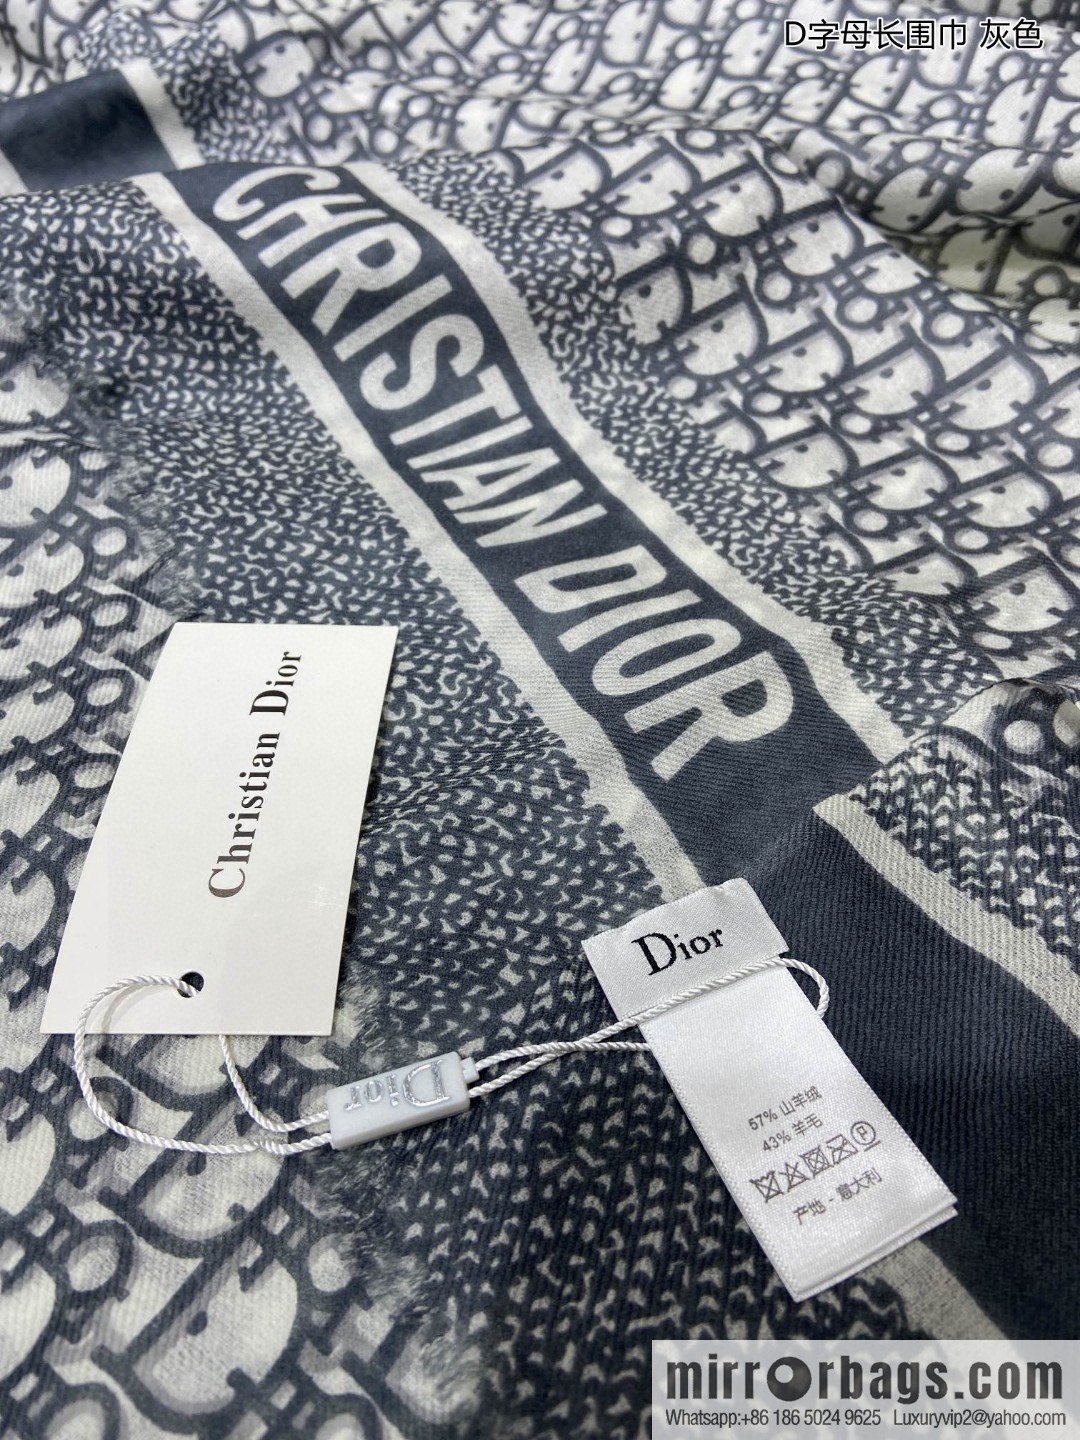 D字母长围巾 灰色
CHRISTIAN DIOR
Christian Dior
Dior
Dior
57% 山羊绒
43% 羊毛
P
产地 - 意大利
mirrorbags.com
Whatsapp:+86 186 5024 9625 Luxuryvip2@yahoo.com